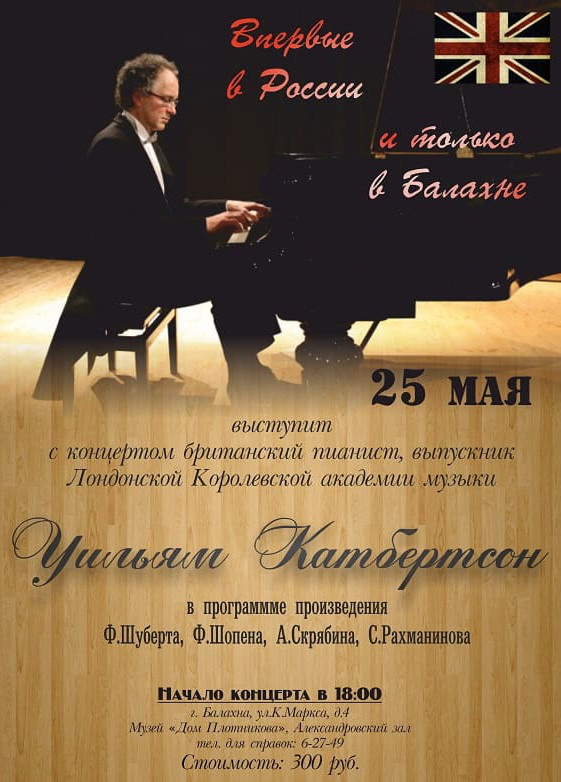 Впервые
в России
и только
в Балахне
25 МАЯ
выступит
с концертом британский пианист, выпускник
Лондонской Королевской академии музыки
Уильям Катбертсон
в программме произведения
Ф.Шуберта, Ф.Шопена, А.Скрябина, С.Рахманинова
Начало концерта в 18:00
г. Балахна, ул.К.Маркса, д.4
Музей «Дом Плотникова», Александровский зал
тел. для справок: 6-27-49
Стоимость: 300 руб.